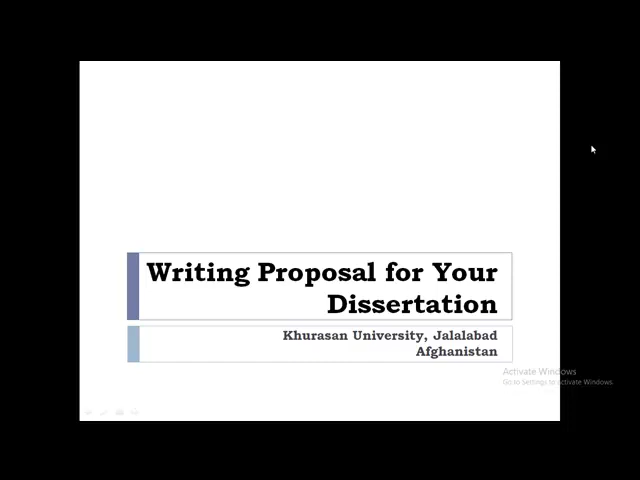 Writing Proposal for Your
Dissertation
Khurasan University, Jalalabad
Afghanistan
Activate Windows
Go to Settings to activate Windows.